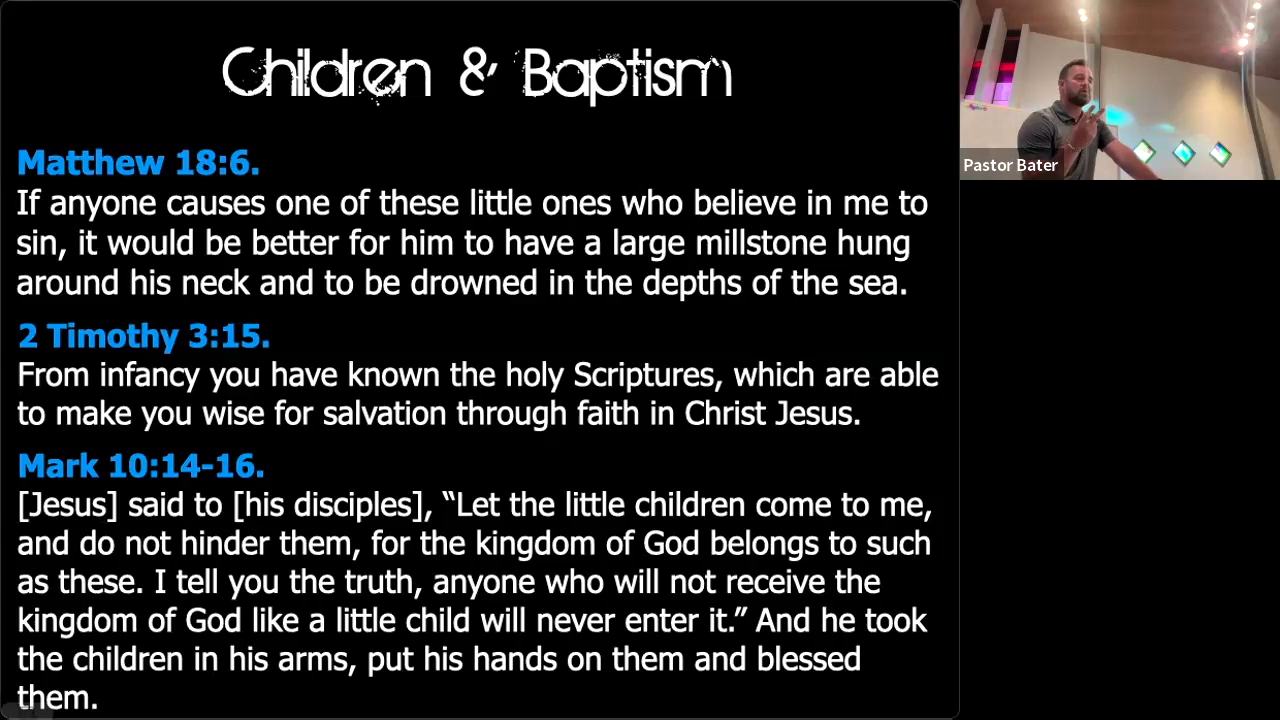 Children & Baptism
Pastor Bater
Matthew 18:6.
If anyone causes one of these little ones who believe in me to
sin, it would be better for him to have a large millstone hung
around his neck and to be drowned in the depths of the sea.
2 Timothy 3:15.
From infancy you have known the holy Scriptures, which are able
to make you wise for salvation through faith in Christ Jesus.
Mark 10:14-16.
[Jesus] said to [his disciples], “Let the little children come to me,
and do not hinder them, for the kingdom of God belongs to such
as these. I tell you the truth, anyone who will not receive the
kingdom of God like a little child will never enter it.” And he took
the children in his arms, put his hands on them and blessed
them.